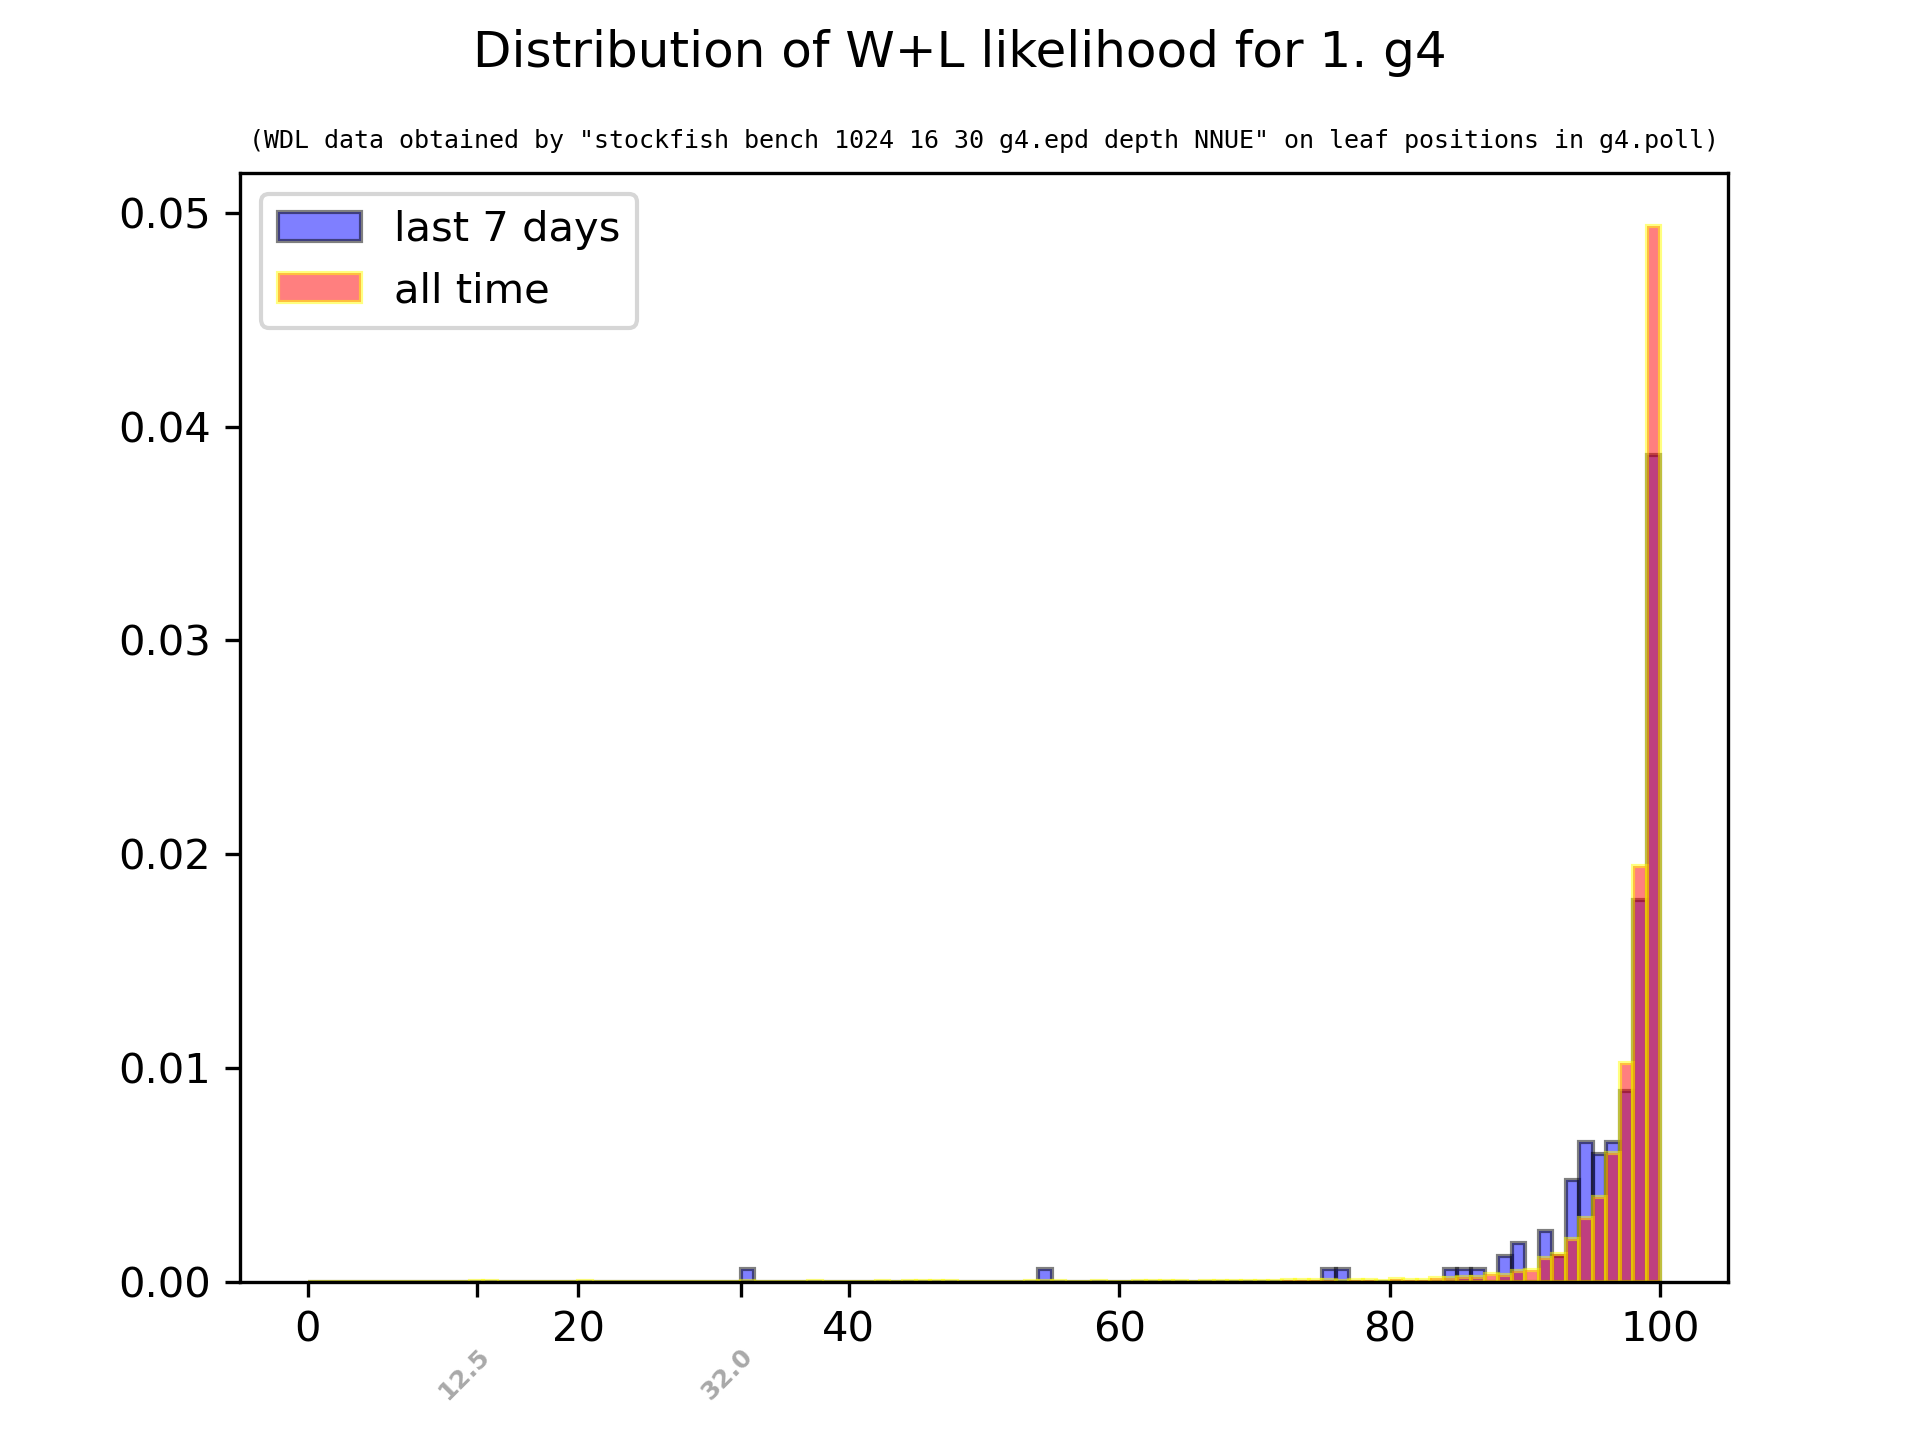 Distribution of W+L likelihood for 1. g4
(WDL data obtained by "stockfish bench 1024 16 30 g4.epd depth NNUE" on leaf positions in g4.poll)
last 7 days
all time
0.05
0.04
0.03
0.02
0.01
0.00
0 20 40 60 80 100
12.5 32.0